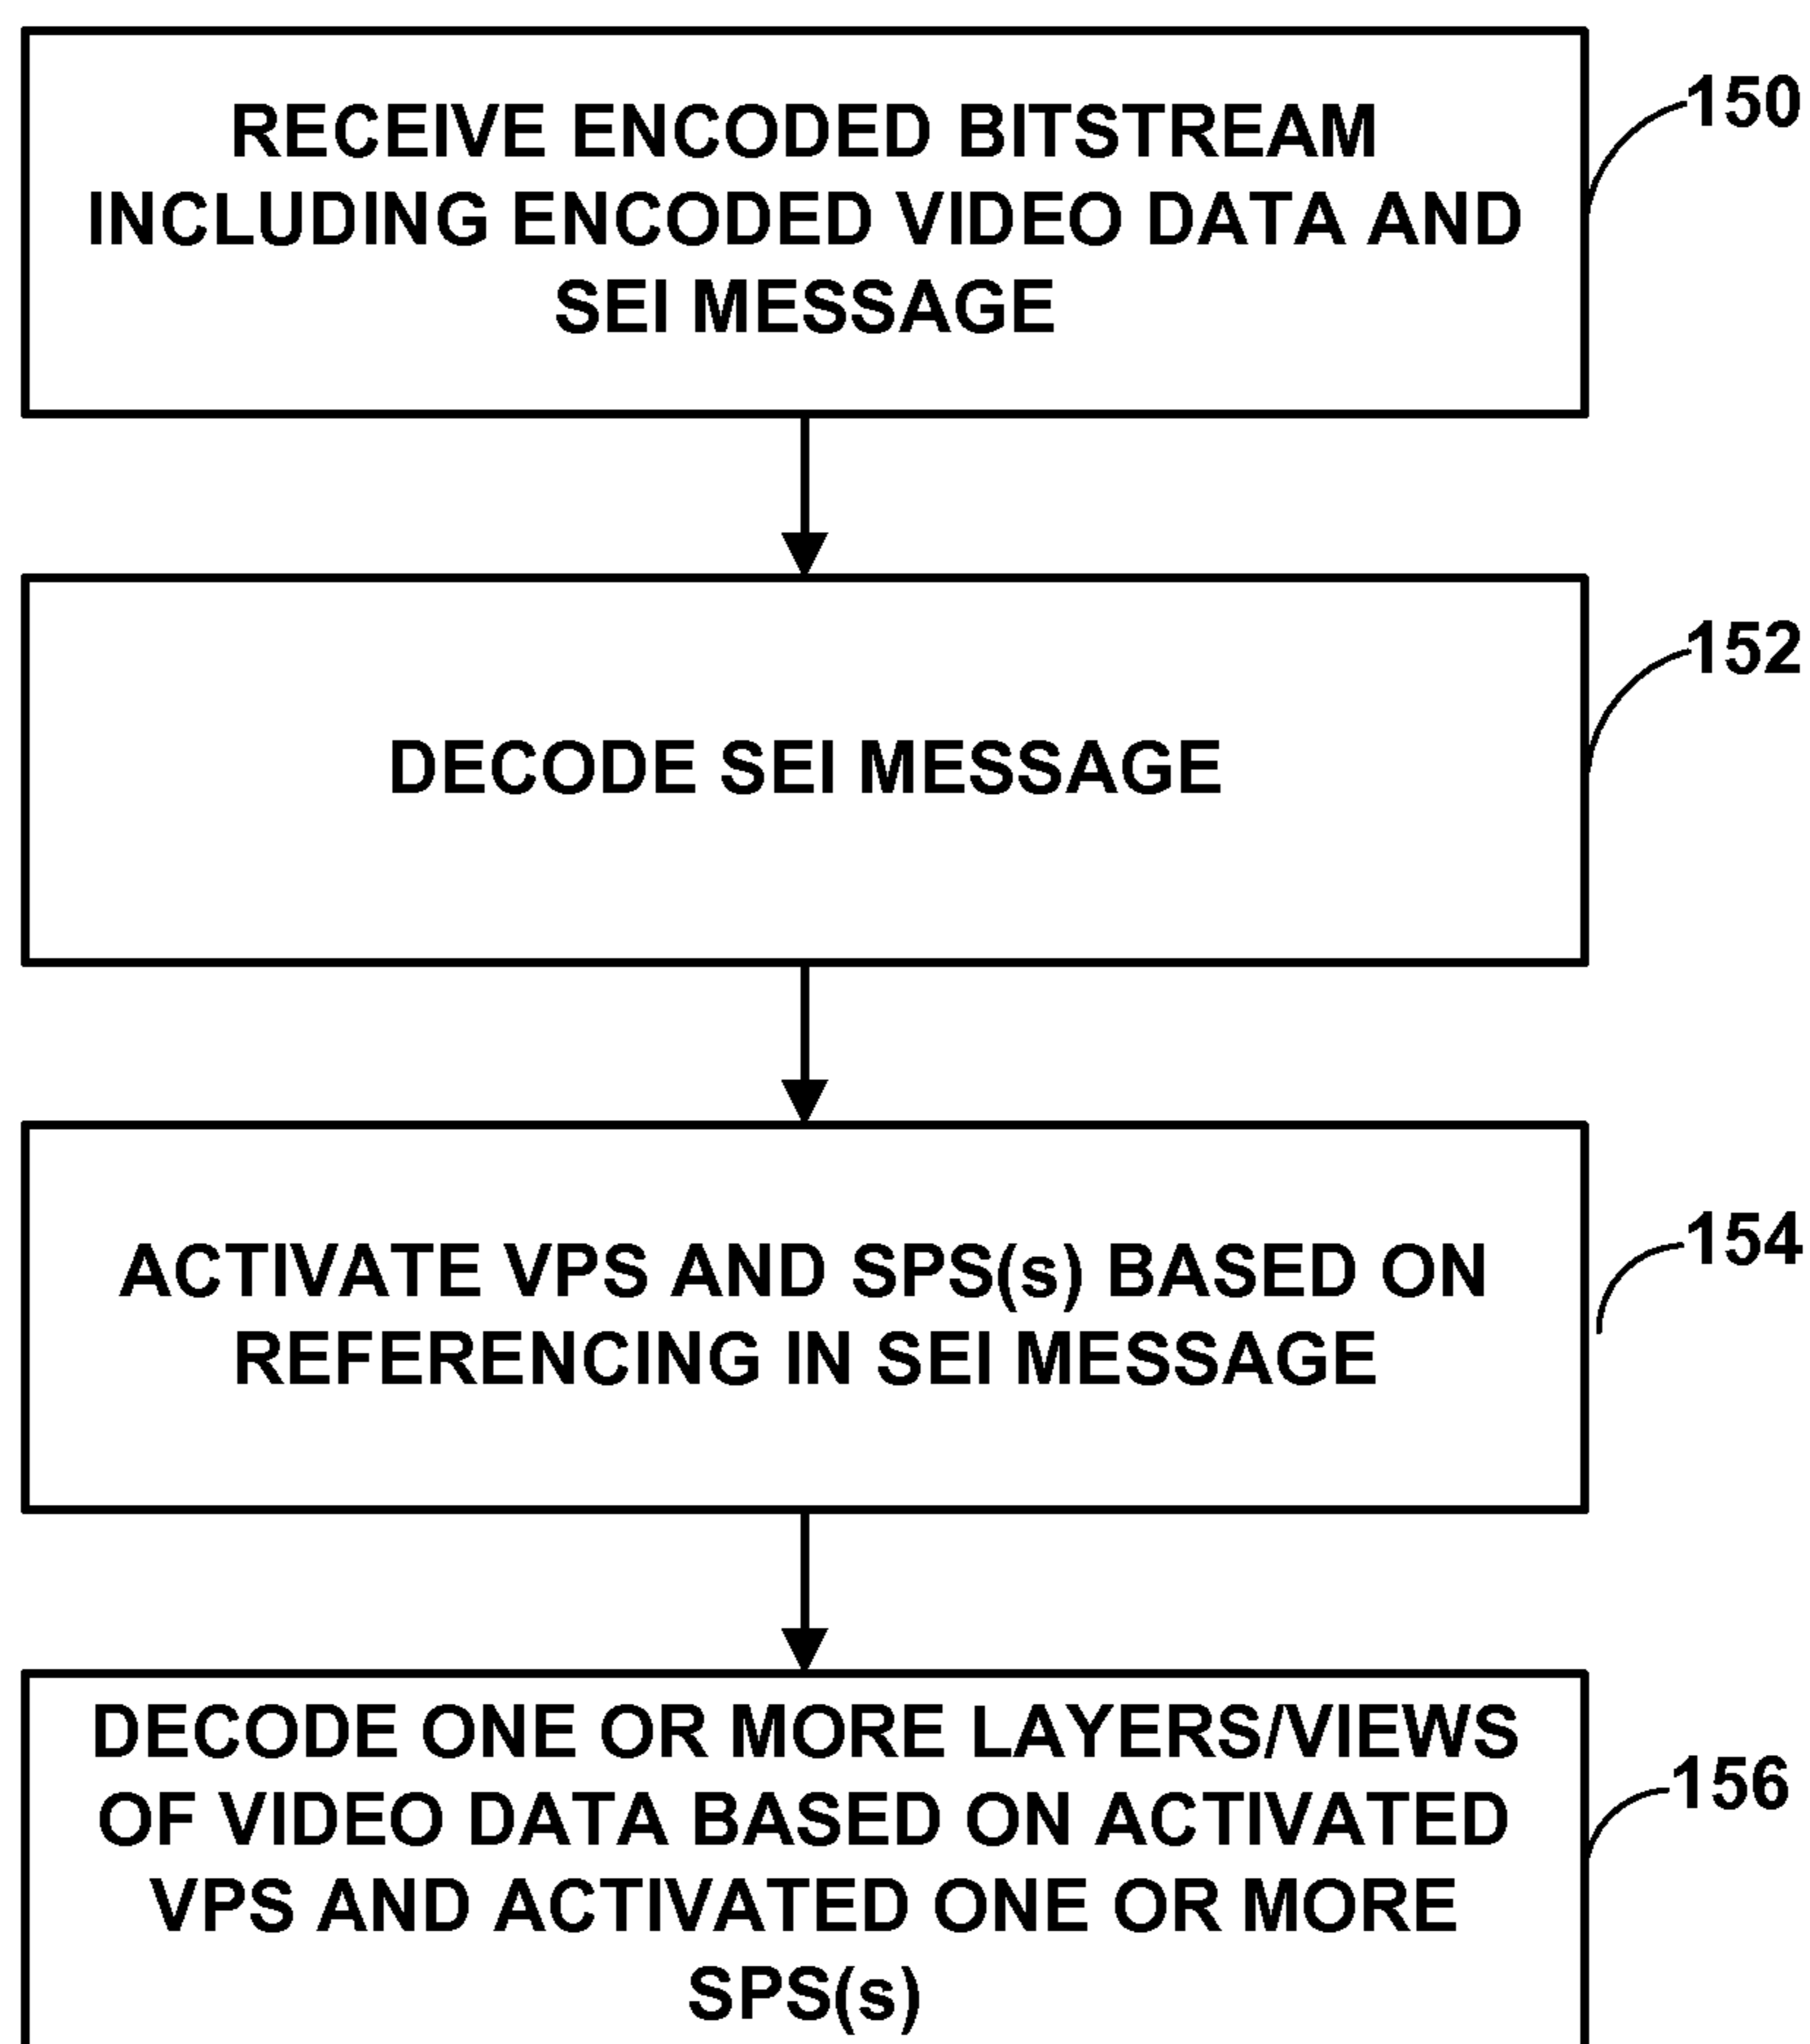 RECEIVE ENCODED BITSTREAM
INCLUDING ENCODED VIDEO DATA AND
SEI MESSAGE
150
DECODE SEI MESSAGE
152
ACTIVATE VPS AND SPS(s) BASED ON
REFERENCING IN SEI MESSAGE
154
DECODE ONE OR MORE LAYERS/VIEWS
OF VIDEO DATA BASED ON ACTIVATED
VPS AND ACTIVATED ONE OR MORE
SPS(s)
156